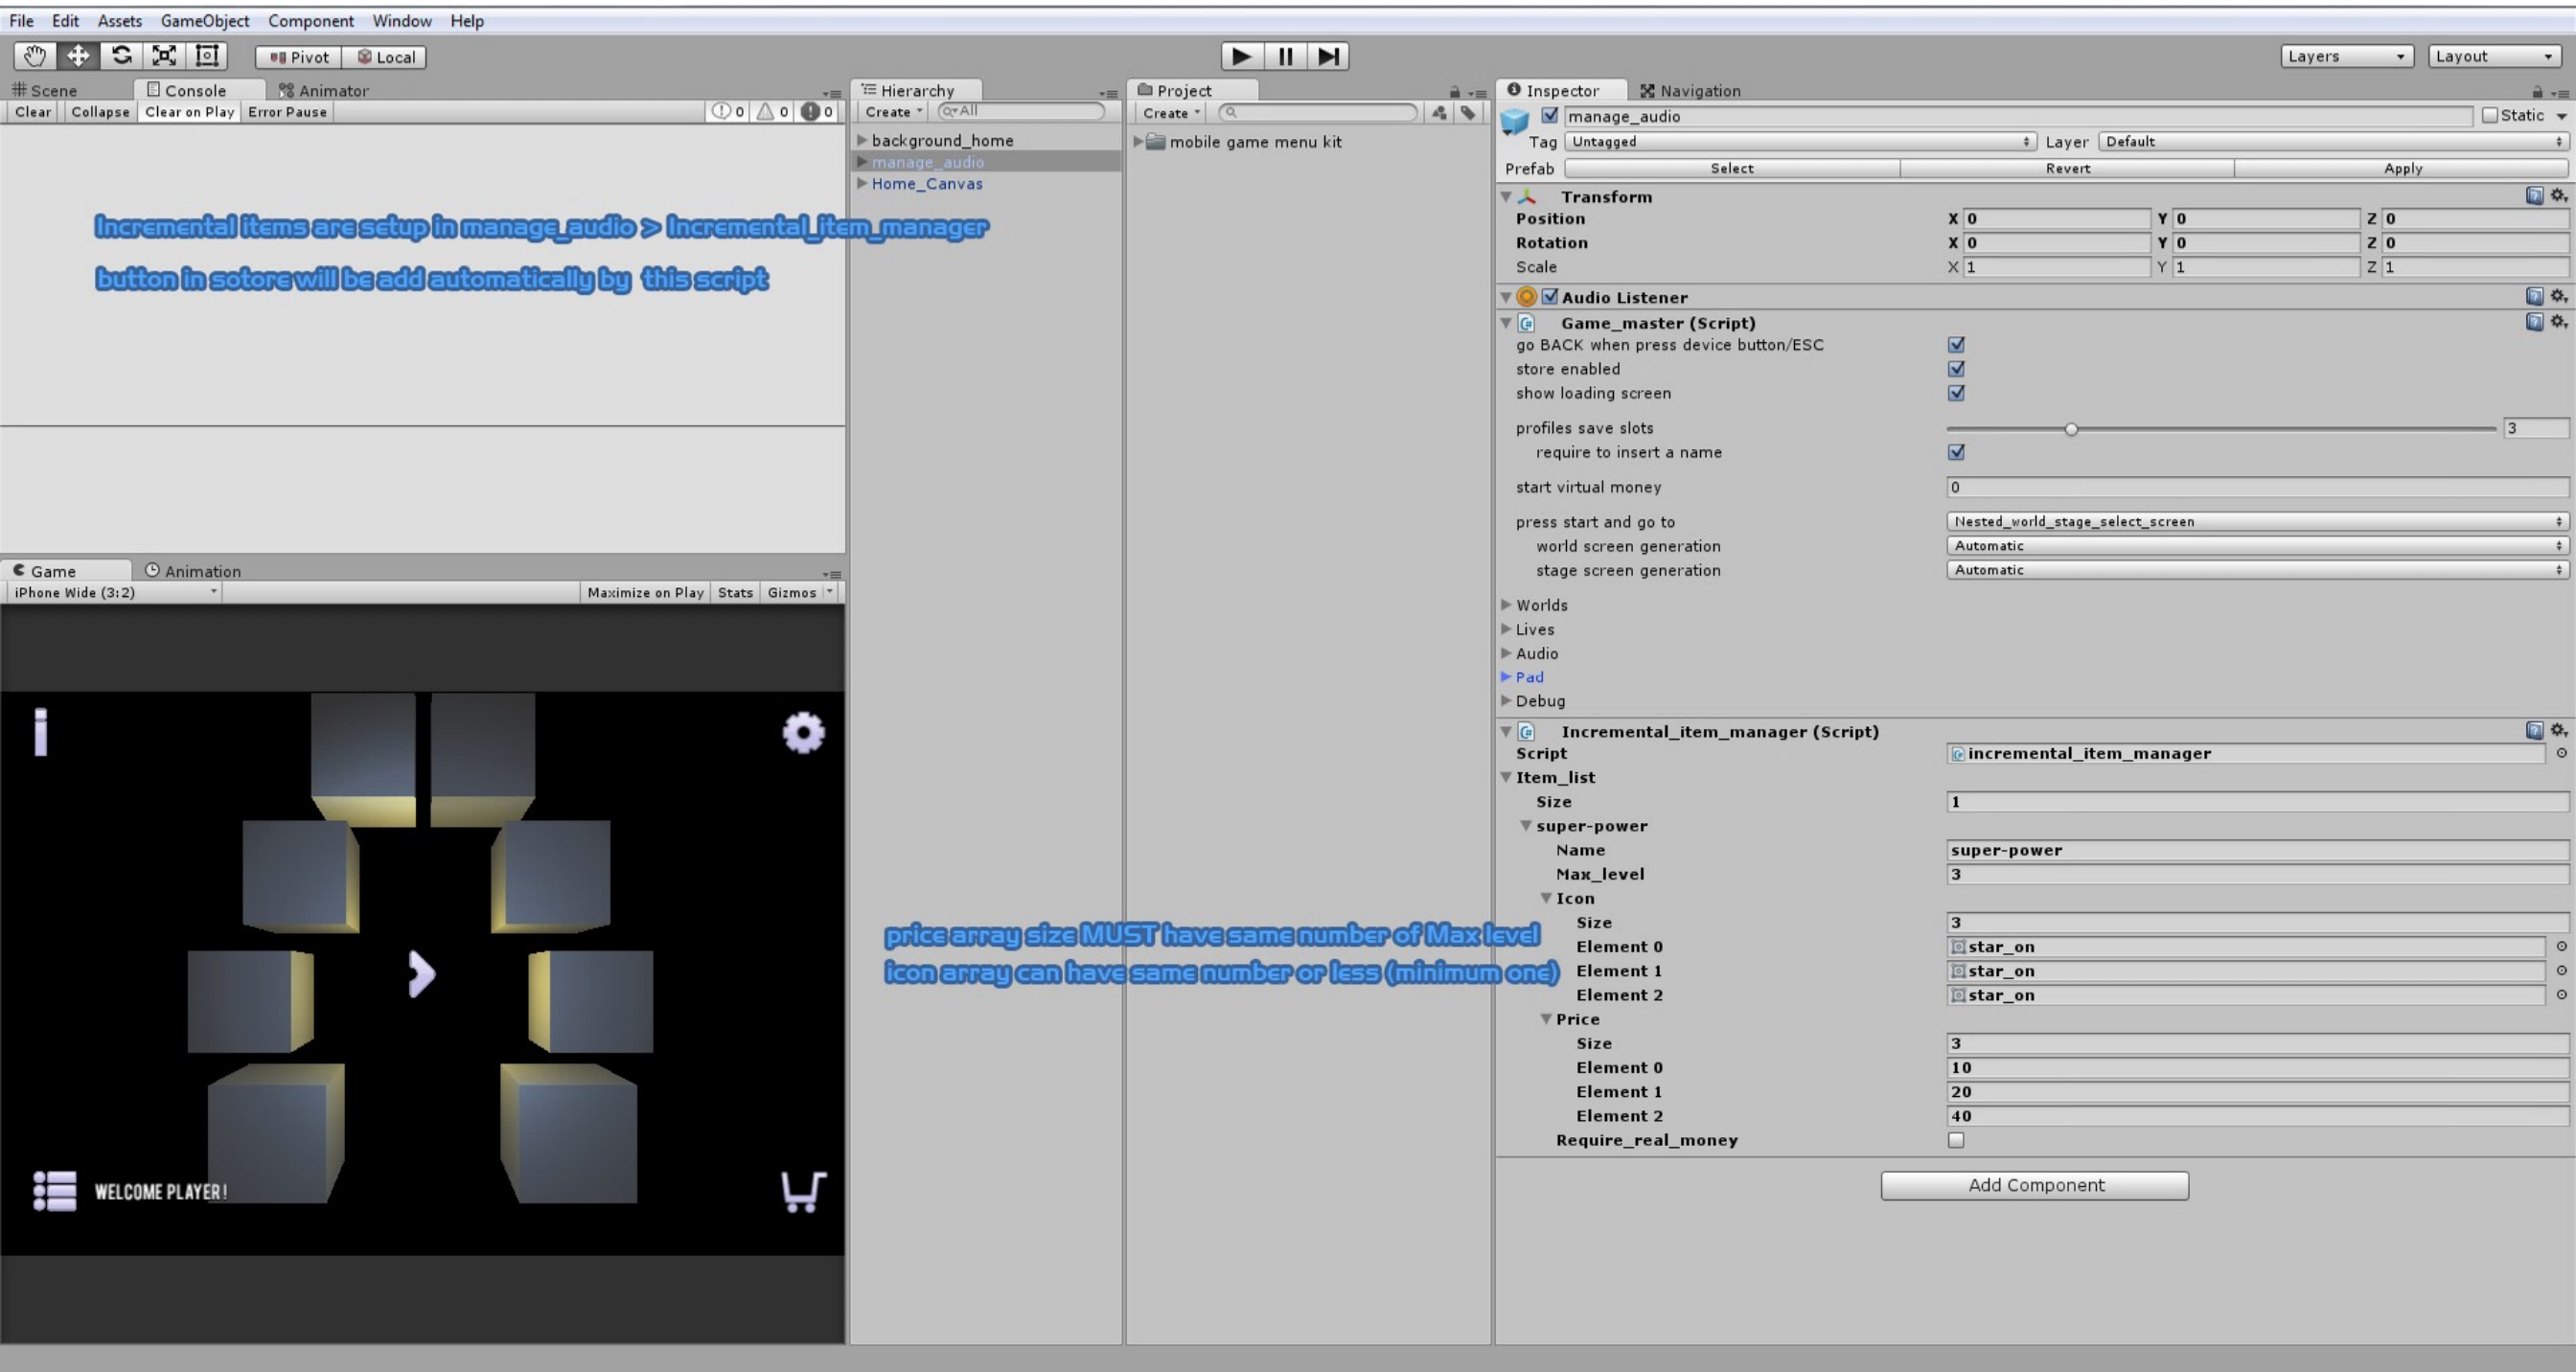 File Edit Assets GameObject Component Window Help
Pivot Local Layers Layout
Scene Console Animator
Clear Collapse Clear on Play Error Pause 0 0 0
Incremental items are setup in manage_audio > Incremental_item_manager
button in sotore will be add automatically by this script
Game Animation
iPhone Wide (3:2) Maximize on Play Stats Gizmos
WELCOME PLAYER!
Hierarchy
Create All
background_home
manage_audio
Home_Canvas
Project
Create
mobile game menu kit
price array size MUST have same number of Max level
icon array can have same number or less (minimum one)
Inspector Navigation
manage_audio Static
Tag Untagged Layer Default
Prefab Select Revert Apply
Transform
Position X 0 Y 0 Z 0
Rotation X 0 Y 0 Z 0
Scale X 1 Y 1 Z 1
Audio Listener
Game_master (Script)
go BACK when press device button/ESC
store enabled
show loading screen
profiles save slots 3
require to insert a name
start virtual money 0
press start and go to Nested_world_stage_select_screen
world screen generation Automatic
stage screen generation Automatic
Worlds
Lives
Audio
Pad
Debug
Incremental_item_manager (Script)
Script incremental_item_manager
Item_list
Size 1
super-power
Name super-power
Max_level 3
Icon
Size 3
Element 0 star_on
Element 1 star_on
Element 2 star_on
Price
Size 3
Element 0 10
Element 1 20
Element 2 40
Require_real_money
Add Component